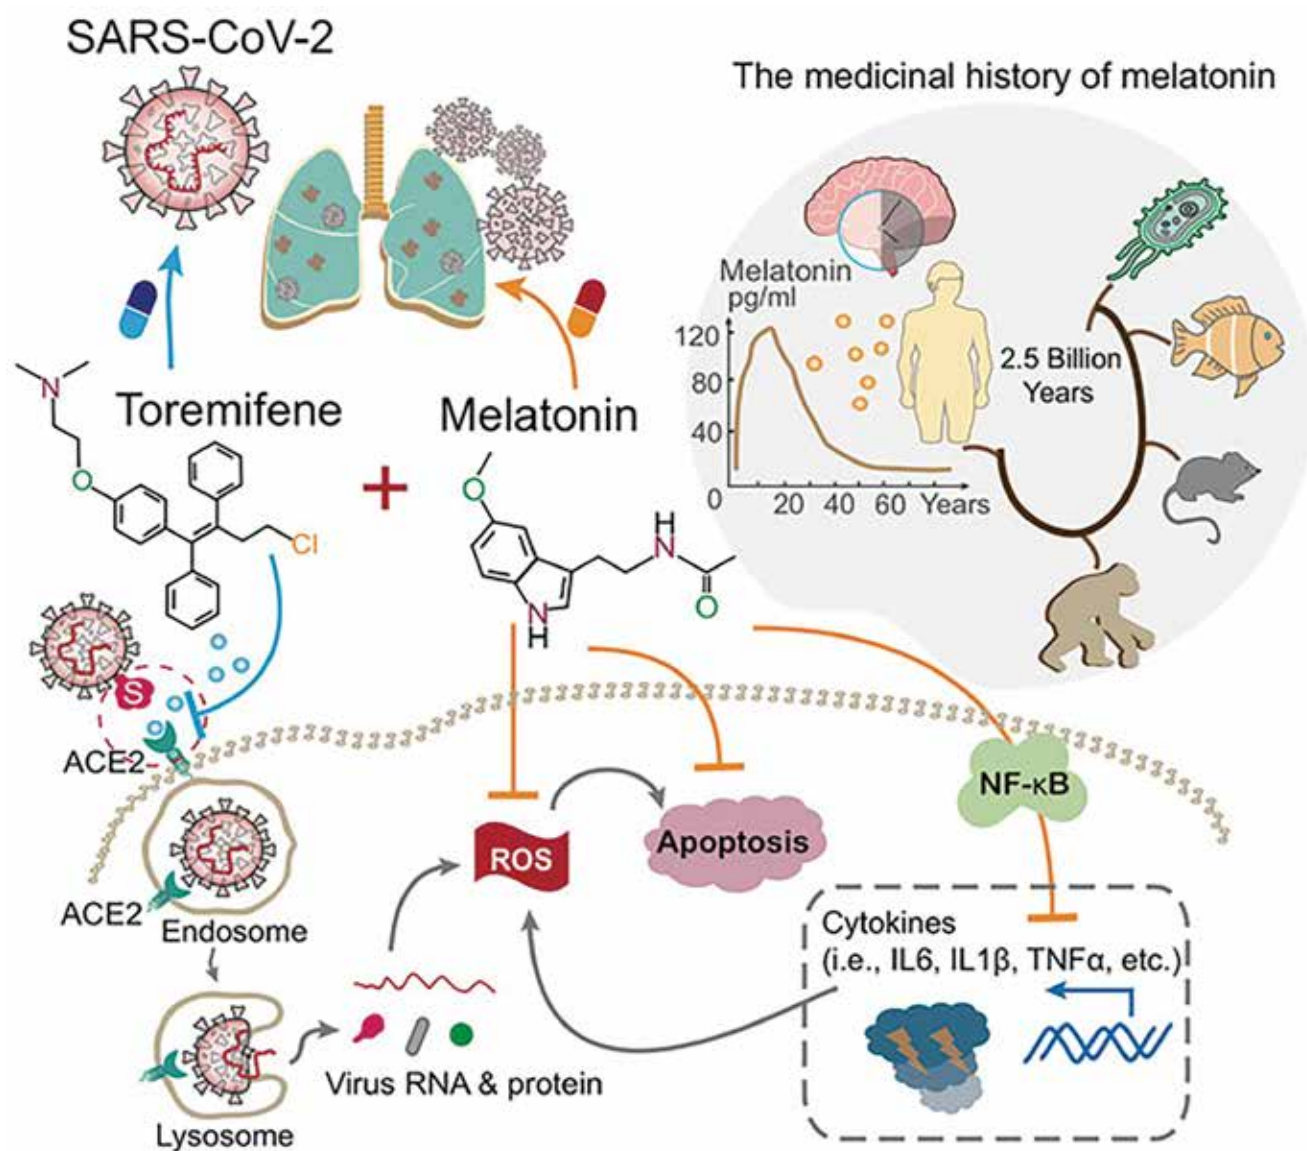 SARS-CoV-2
The medicinal history of melatonin
Melatonin
pg/ml
120
80
40
0
20 40 60 Years
2.5 Billion
Years
Toremifene
+
Melatonin
N
O
Cl
O
N
H
H
N
O
S
ACE2
NF-κB
ROS
Apoptosis
ACE2
Endosome
Cytokines
(i.e., IL6, IL1β, TNFα, etc.)
Virus RNA & protein
Lysosome